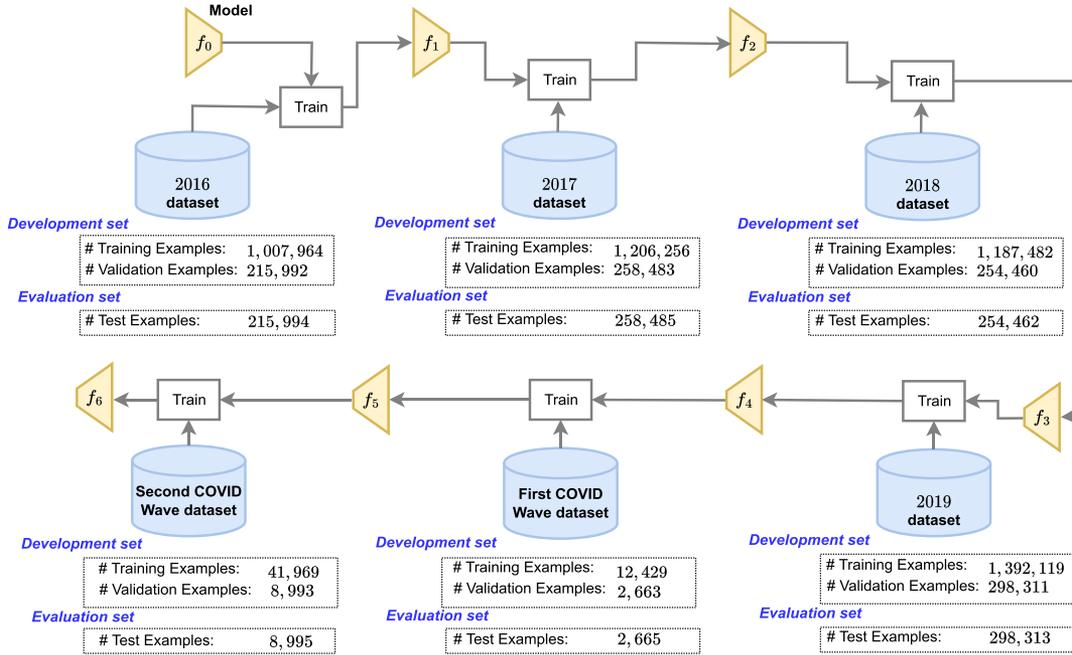 Model
f₀
f₁
f₂
Train
Train
Train
2016
dataset
2017
dataset
2018
dataset
Development set
# Training Examples: 1,007,964
# Validation Examples: 215,992
Evaluation set
# Test Examples: 215,994
Development set
# Training Examples: 1,206,256
# Validation Examples: 258,483
Evaluation set
# Test Examples: 258,485
Development set
# Training Examples: 1,187,482
# Validation Examples: 254,460
Evaluation set
# Test Examples: 254,462
f₆
Train
f₅
Train
f₄
Train
f₃
Second COVID
Wave dataset
First COVID
Wave dataset
2019
dataset
Development set
# Training Examples: 41,969
# Validation Examples: 8,993
Evaluation set
# Test Examples: 8,995
Development set
# Training Examples: 12,429
# Validation Examples: 2,663
Evaluation set
# Test Examples: 2,665
Development set
# Training Examples: 1,392,119
# Validation Examples: 298,311
Evaluation set
# Test Examples: 298,313